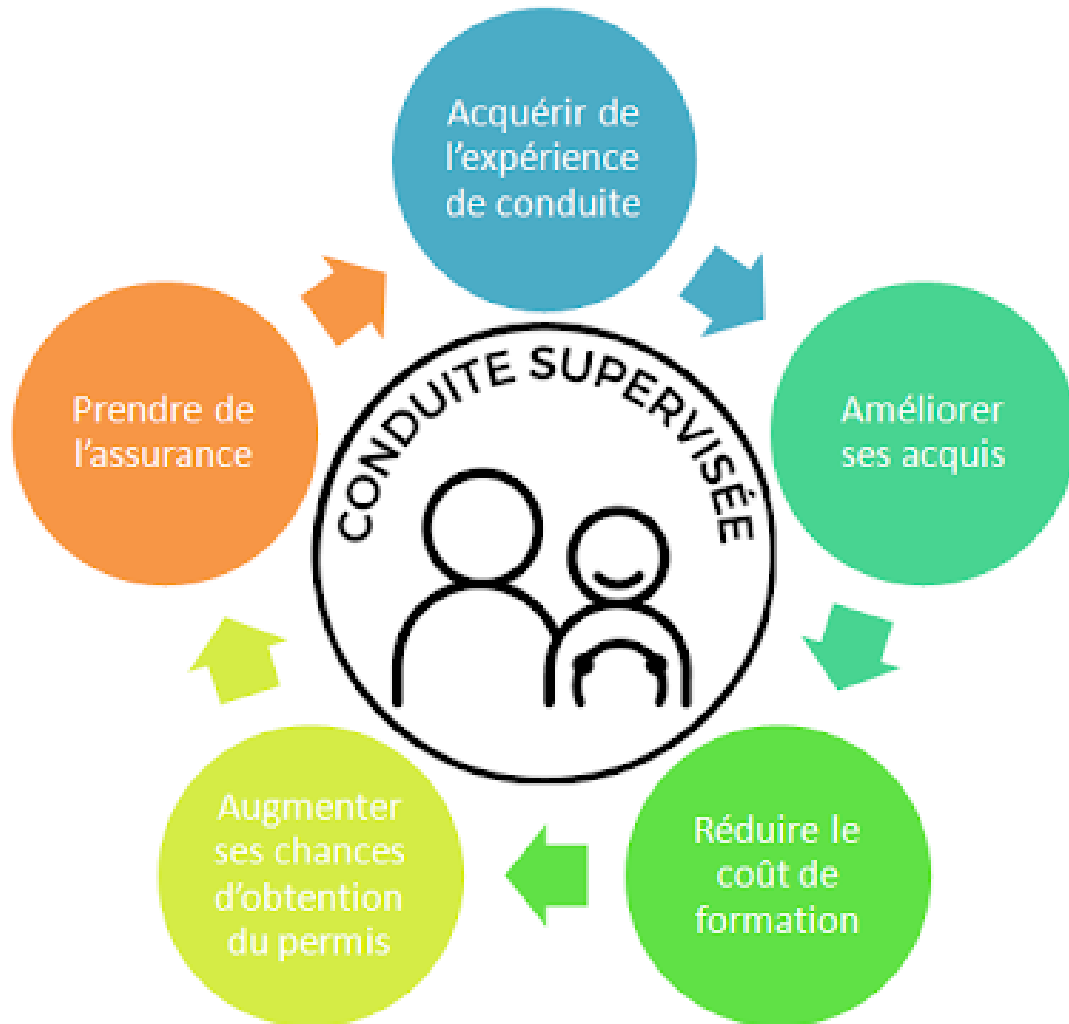 Acquérir de
l'expérience
de conduite
Améliorer
ses acquis
Réduire le
coût de
formation
Augmenter
ses chances
d'obtention
du permis
Prendre de
l'assurance
CONDUITE SUPERVISÉE